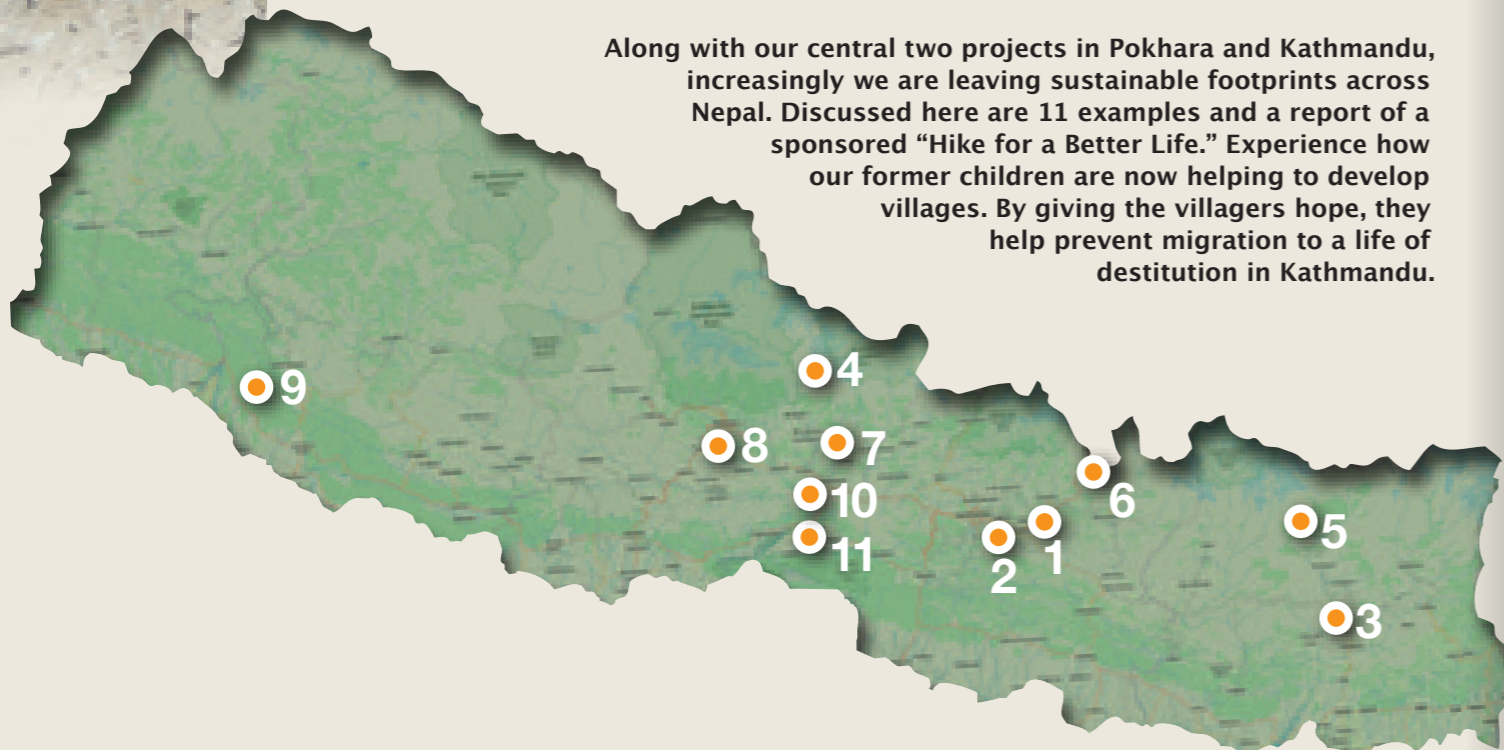 Along with our central two projects in Pokhara and Kathmandu,
increasingly we are leaving sustainable footprints across
Nepal. Discussed here are 11 examples and a report of a
sponsored “Hike for a Better Life.” Experience how
our former children are now helping to develop
villages. By giving the villagers hope, they
help prevent migration to a life of
destitution in Kathmandu.
4
9
8
7
10
6
11
1
5
2
3